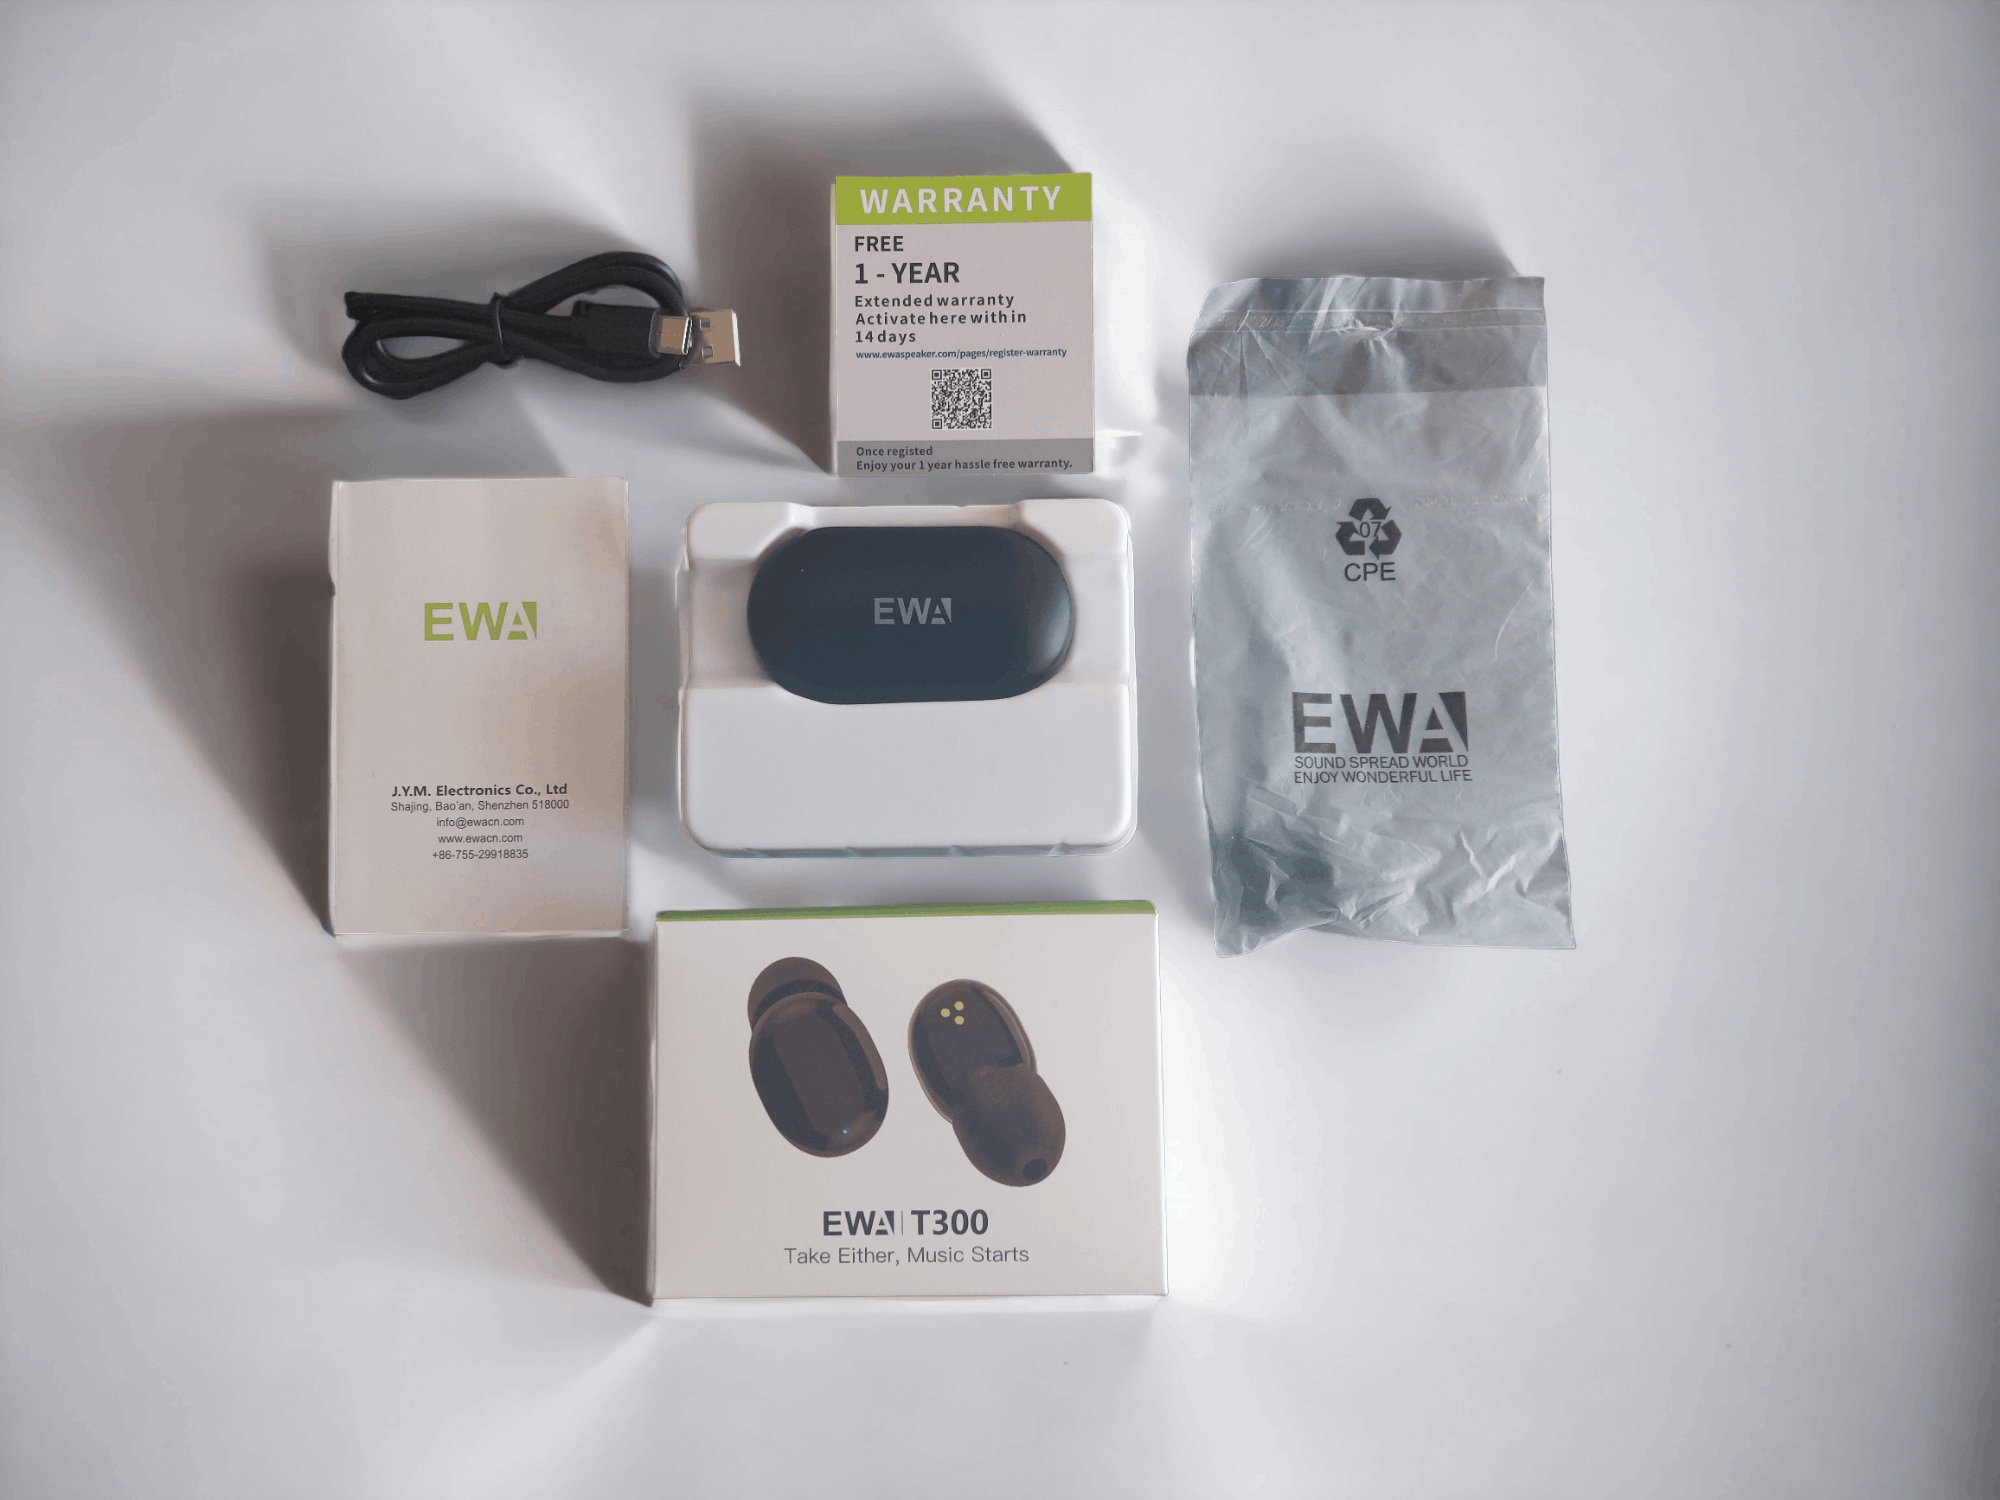 WARRANTY
FREE
1 - YEAR
Extended warranty
Activate here with in
14 days
www.ewaspeaker.com/pages/register-warranty
Once registed
Enjoy your 1 year hassle free warranty.
EWA
J.Y.M. Electronics Co., Ltd
Shajing, Bao'an, Shenzhen 518000
info@ewacn.com
www.ewacn.com
+86-755-29918835
EWA
07
CPE
EWA
SOUND SPREAD WORLD
ENJOY WONDERFUL LIFE
EWA T300
Take Either, Music Starts